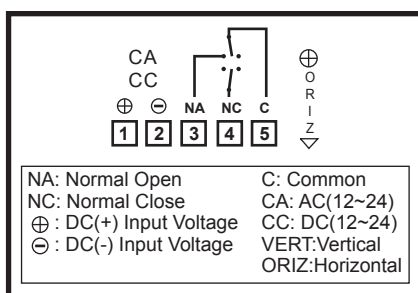 CA
CC
⊕ ⊖ NA NC C
1 2 3 4 5
⊕
O
R
I
Z
NA: Normal Open
NC: Normal Close
⊕ : DC(+) Input Voltage
⊖ : DC(-) Input Voltage
C: Common
CA: AC(12~24)
CC: DC(12~24)
VERT:Vertical
ORIZ:Horizontal